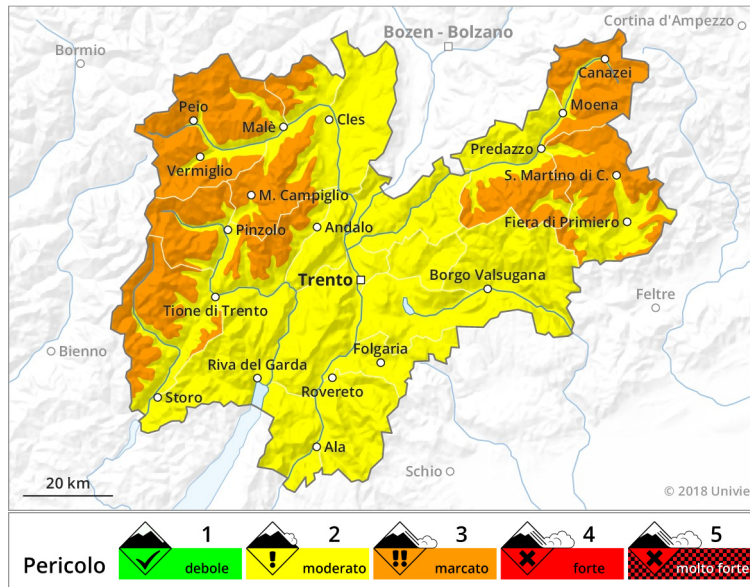 Cortina d'Ampezzo
Bozen - Bolzano
Bormio
Canazei
Peio
Moena
Malè
Cles
Predazzo
Vermiglio
S. Martino di C.
M. Campiglio
Fiera di Primiero
Pinzolo
Andalo
Trento
Borgo Valsugana
Feltre
Tione di Trento
Bienno
Folgaria
Riva del Garda
Rovereto
Storo
Ala
Schio
20 km
© 2018 Univie
Pericolo
1
debole
2
moderato
3
marcato
4
forte
5
molto forte